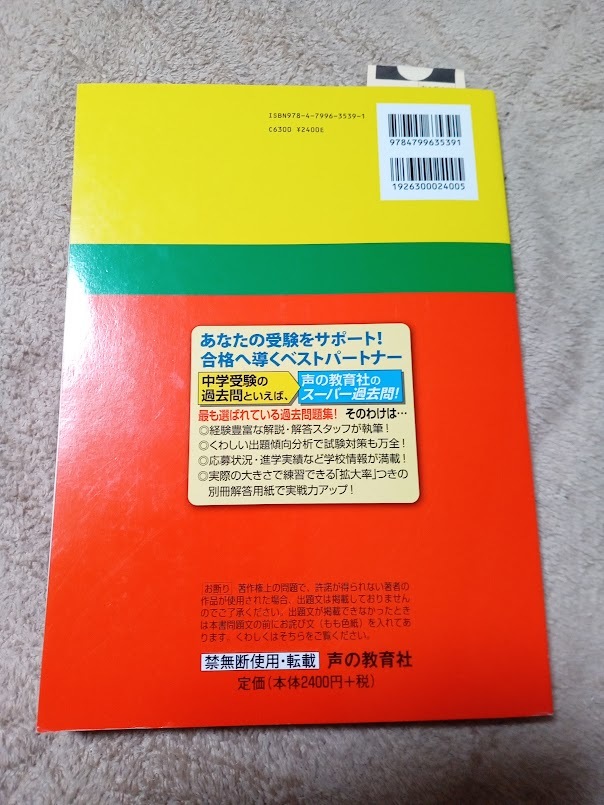 ISBN978-4-7996-3539-1
C6300 ¥2400E
9784799635391
1926300024005
あなたの受験をサポート!
合格へ導くベストパートナー
中学受験の
過去問といえば、
声の教育社の
スーパー過去問!
最も選ばれている過去問題集! そのわけは…
◎経験豊富な解説・解答スタッフが執筆!
◎くわしい出題傾向分析で試験対策も万全!
◎応募状況・進学実績など学校情報が満載!
◎実際の大きさで練習できる「拡大率」つきの
別冊解答用紙で実戦力アップ!
お断り 著作権上の問題で、許諾が得られない著者の
作品が使用された場合、出題文は掲載しておりません
のでご了承ください。出題文が掲載できなかったときは
本書問題文の前にお詫び文(もも色紙)を入れてあ
ります。くわしくはそちらをご覧ください。
禁無断使用・転載 声の教育社
定価(本体2400円+税)